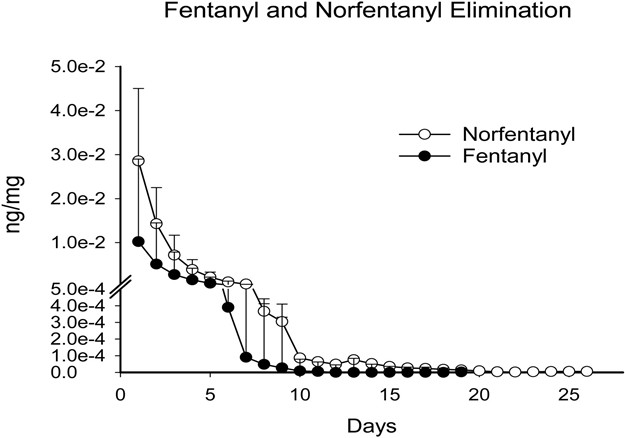 Fentanyl and Norfentanyl Elimination
5.0e-2
4.0e-2
3.0e-2
2.0e-2
1.0e-2
5.0e-4
4.0e-4
3.0e-4
2.0e-4
1.0e-4
0.0
ng/mg
Norfentanyl
Fentanyl
0 5 10 15 20 25
Days